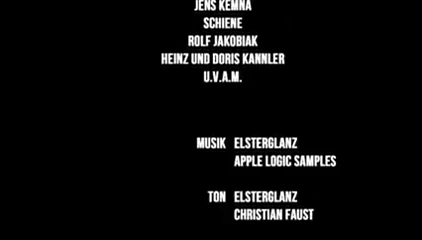 JENS KEMNA
SCHIENE
ROLF JAKOBIAK
HEINZ UND DORIS KANNLER
U.V.A.M.
MUSIK ELSTERGLANZ
APPLE LOGIC SAMPLES
TON ELSTERGLANZ
CHRISTIAN FAUST